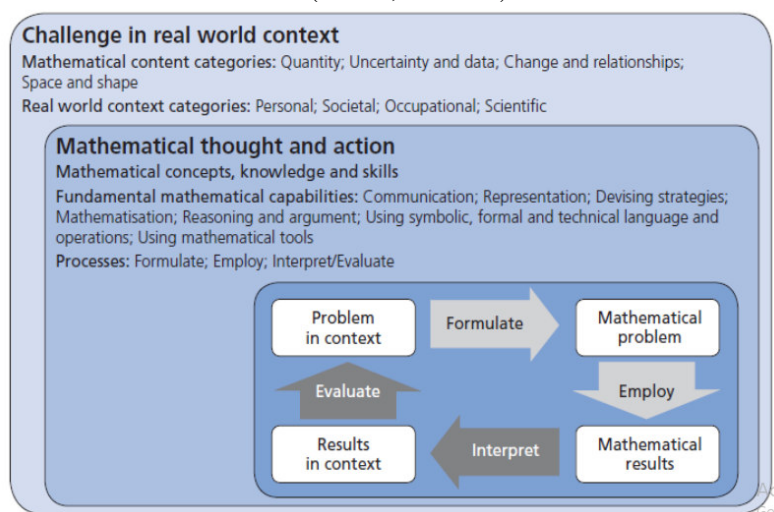 Challenge in real world context
Mathematical content categories: Quantity; Uncertainty and data; Change and relationships;
Space and shape
Real world context categories: Personal; Societal; Occupational; Scientific
Mathematical thought and action
Mathematical concepts, knowledge and skills
Fundamental mathematical capabilities: Communication; Representation; Devising strategies;
Mathematisation; Reasoning and argument; Using symbolic, formal and technical language and
operations; Using mathematical tools
Processes: Formulate; Employ; Interpret/Evaluate
Problem
in context
Formulate
Mathematical
problem
Evaluate
Employ
Results
in context
Interpret
Mathematical
results